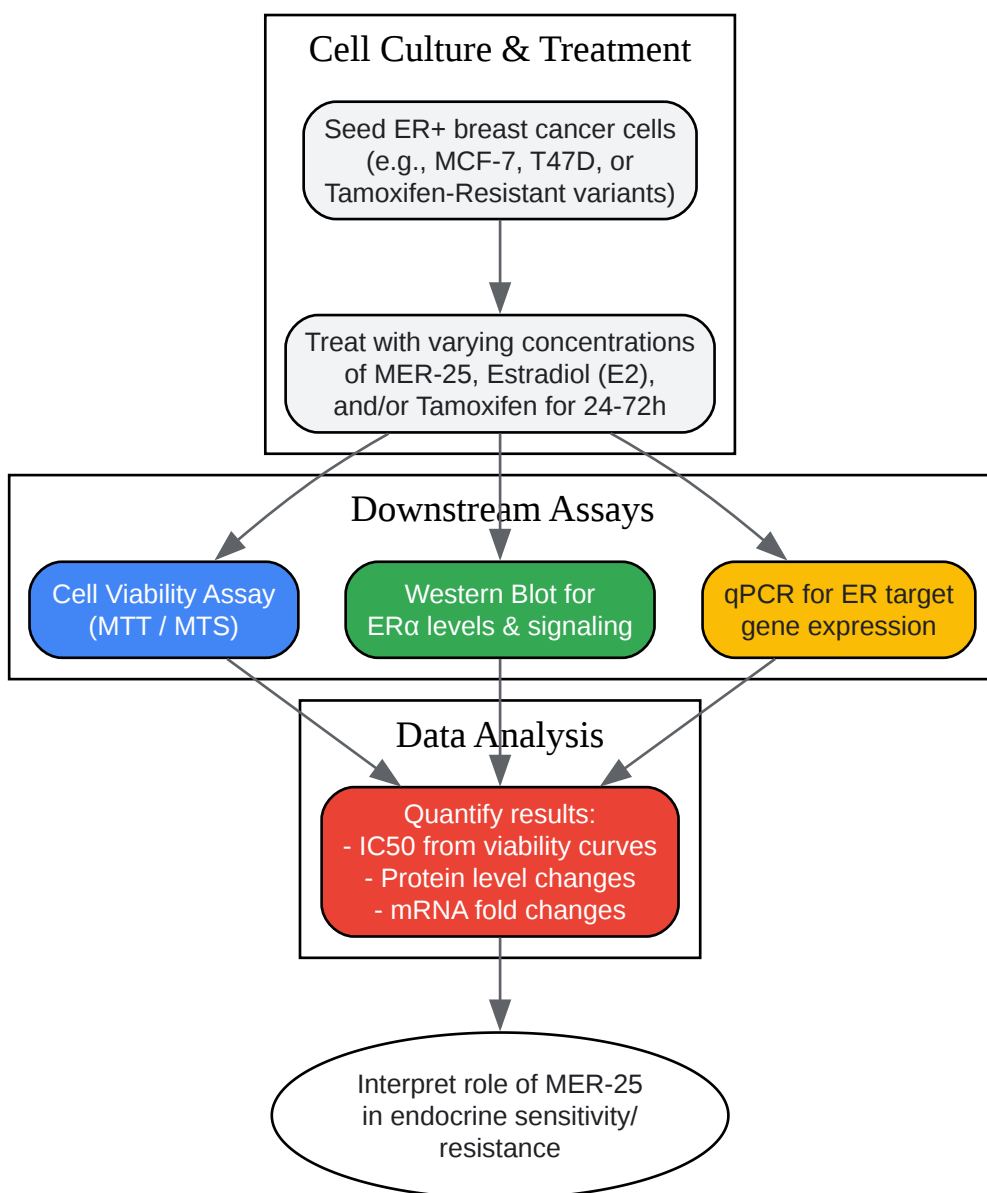 Cell Culture & Treatment
Seed ER+ breast cancer cells
(e.g., MCF-7, T47D, or
Tamoxifen-Resistant variants)
Treat with varying concentrations
of MER-25, Estradiol (E2),
and/or Tamoxifen for 24-72h
Downstream Assays
Cell Viability Assay
(MTT / MTS)
Western Blot for
ERα levels & signaling
qPCR for ER target
gene expression
Data Analysis
Quantify results:
- IC50 from viability curves
- Protein level changes
- mRNA fold changes
Interpret role of MER-25
in endocrine sensitivity/
resistance